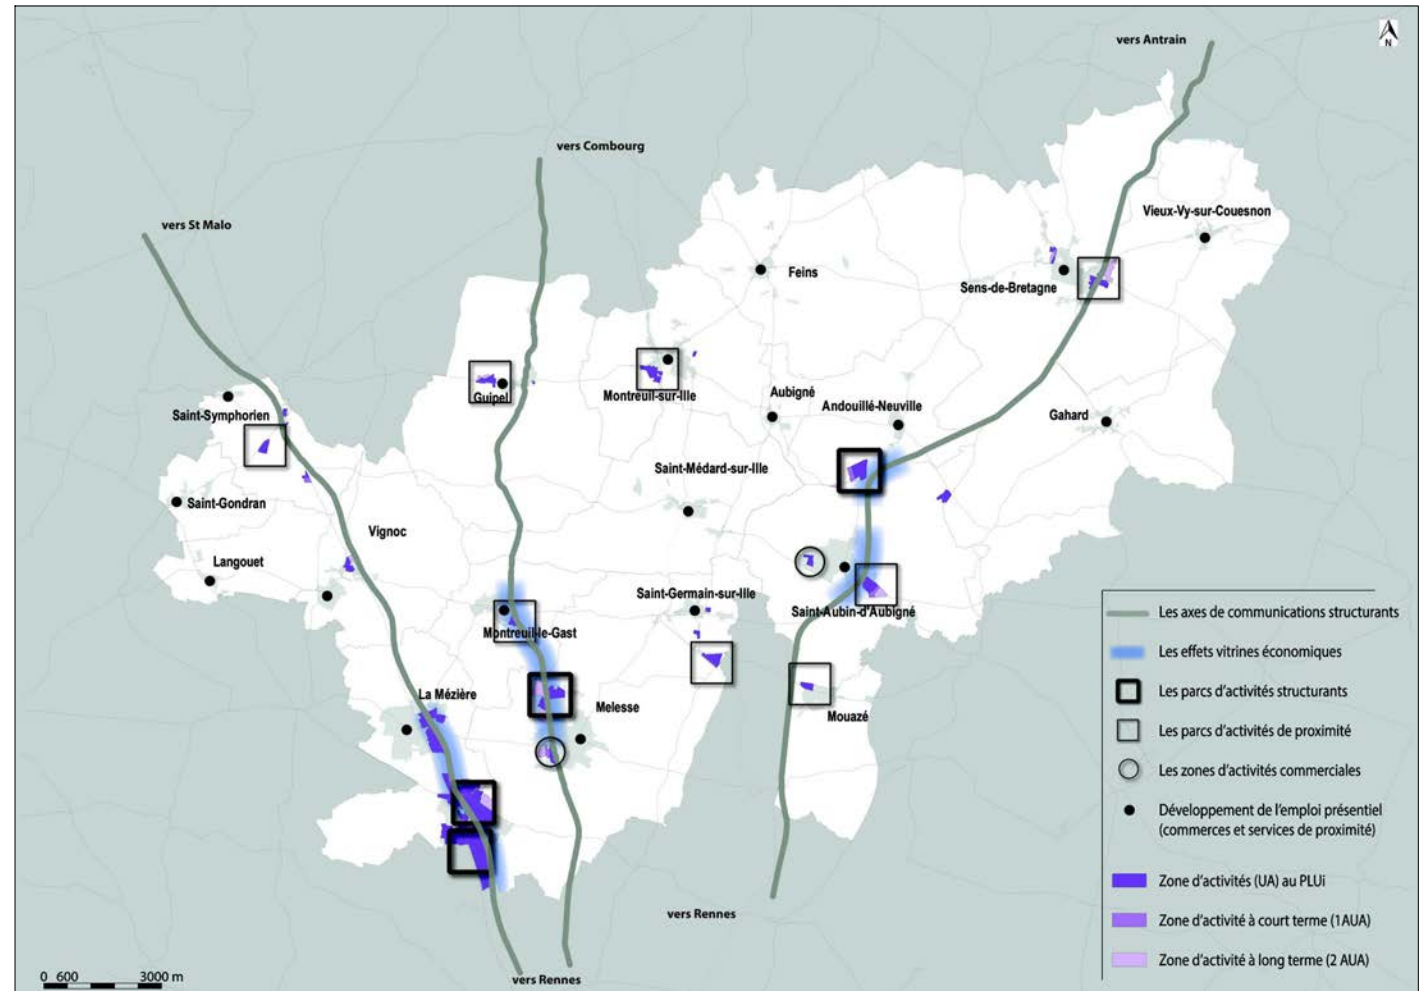 vers Antrain
N
vers Combourg
vers St Malo
Vieux-Vy-sur-Couesnon
Feins
Sens-de-Bretagne
Guipel
Montreuil-sur-Ille
Aubigné
Andouillé-Neuville
Gahard
Saint-Symphorien
Saint-Médard-sur-Ille
Saint-Gondran
Vignoc
Langouet
Saint-Germain-sur-Ille
Saint-Aubin-d'Aubigné
Montreuil-le-Gast
La Mézière
Melesse
Mouazé
vers Rennes
vers Rennes
0 600 3000 m
Les axes de communications structurants
Les effets vitrines économiques
Les parcs d'activités structurants
Les parcs d'activités de proximité
Les zones d'activités commerciales
Développement de l'emploi présentiel
(commerces et services de proximité)
Zone d'activités (UA) au PLUi
Zone d'activité à court terme (1AUA)
Zone d'activité à long terme (2 AUA)